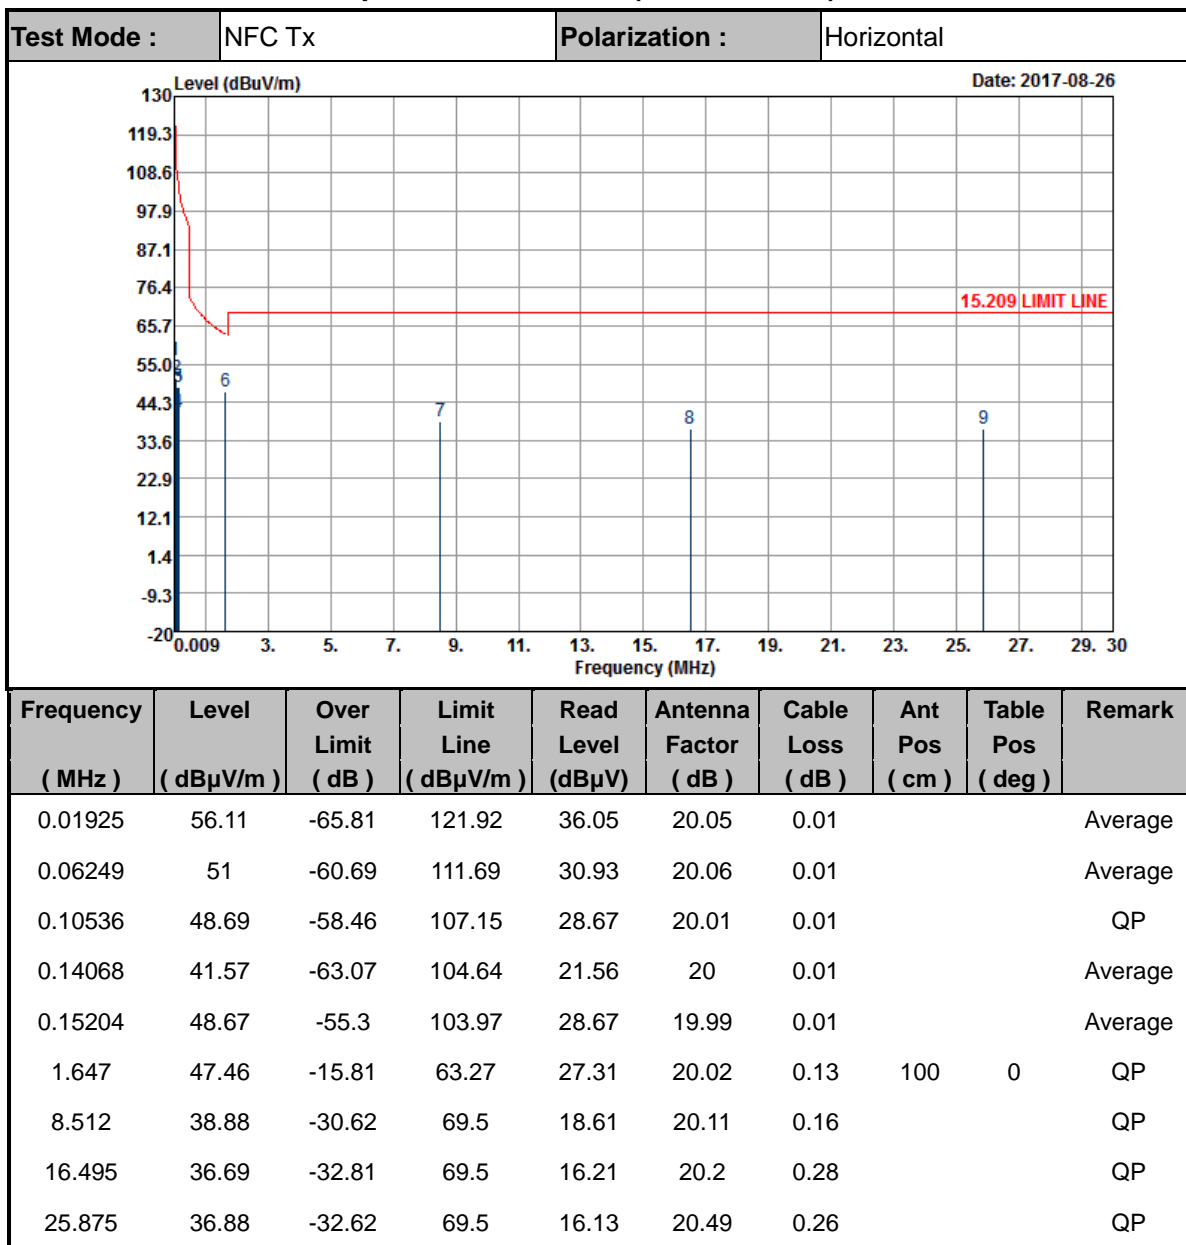 Test Mode : NFC Tx Polarization : Horizontal
Level (dBuV/m) Date: 2017-08-26
130
119.3
108.6
97.9
87.1
76.4
15.209 LIMIT LINE
65.7
55.0
2
6
44.3
7
8
9
33.6
22.9
12.1
1.4
-9.3
-20
0.009 3. 5. 7. 9. 11. 13. 15. 17. 19. 21. 23. 25. 27. 29. 30
Frequency (MHz)
Frequency Level Over Limit Read Antenna Cable Ant Table Remark
Limit Line Level Factor Loss Pos Pos
( MHz ) ( dBµV/m ) ( dB ) ( dBµV/m ) (dBµV) ( dB ) ( dB ) ( cm ) ( deg )
0.01925 56.11 -65.81 121.92 36.05 20.05 0.01 Average
0.06249 51 -60.69 111.69 30.93 20.06 0.01 Average
0.10536 48.69 -58.46 107.15 28.67 20.01 0.01 QP
0.14068 41.57 -63.07 104.64 21.56 20 0.01 Average
0.15204 48.67 -55.3 103.97 28.67 19.99 0.01 Average
1.647 47.46 -15.81 63.27 27.31 20.02 0.13 100 0 QP
8.512 38.88 -30.62 69.5 18.61 20.11 0.16 QP
16.495 36.69 -32.81 69.5 16.21 20.2 0.28 QP
25.875 36.88 -32.62 69.5 16.13 20.49 0.26 QP